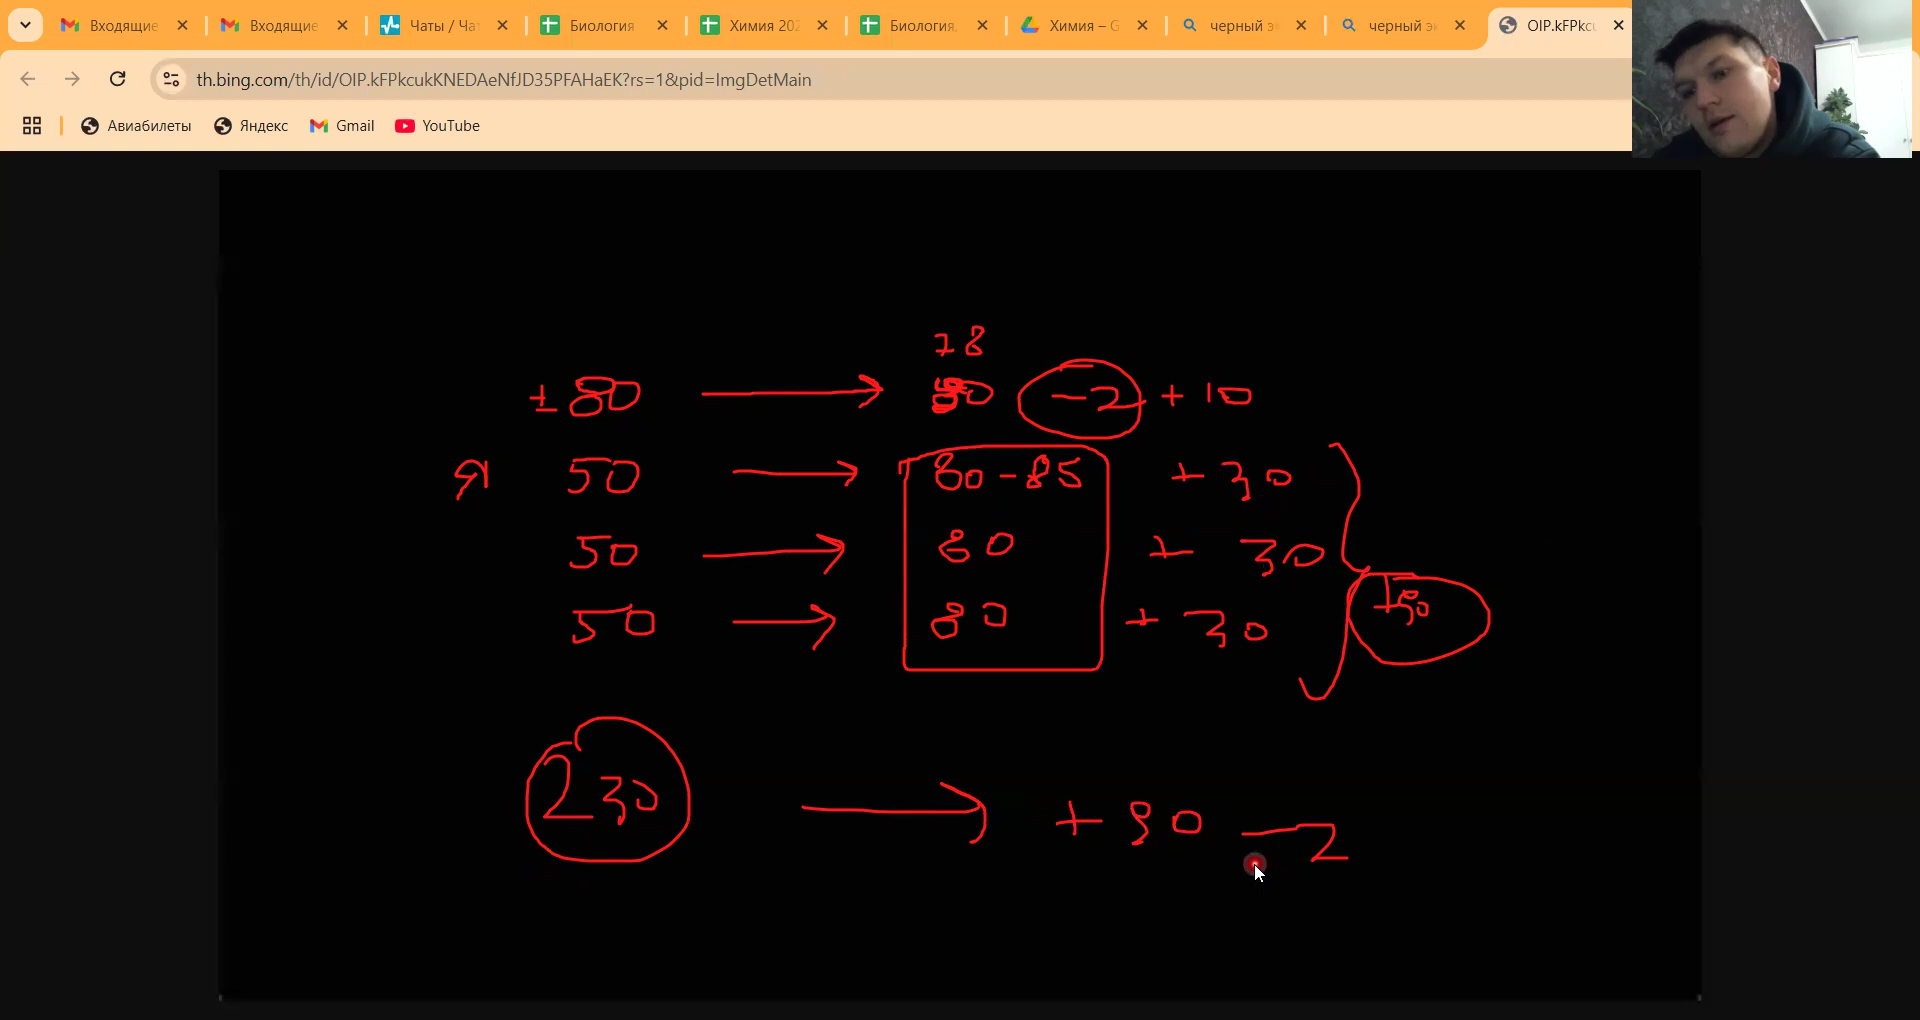 Входящие
Входящие
Чаты / Ча
Биология
Химия 202
Биология,
Химия – G
черный э
черный э
OIP.kFPkc
th.bing.com/th/id/OIP.kFPkcukKNEDAeNfJD35PFAHaEK?rs=1&pid=ImgDetMain
Авиабилеты
Яндекс
Gmail
YouTube
78
± 80 → 80 -2 + 10
Я 50 → 80-85 + 30
50 → 80 + 30
50 → 80 + 30
230 → + 90 -2